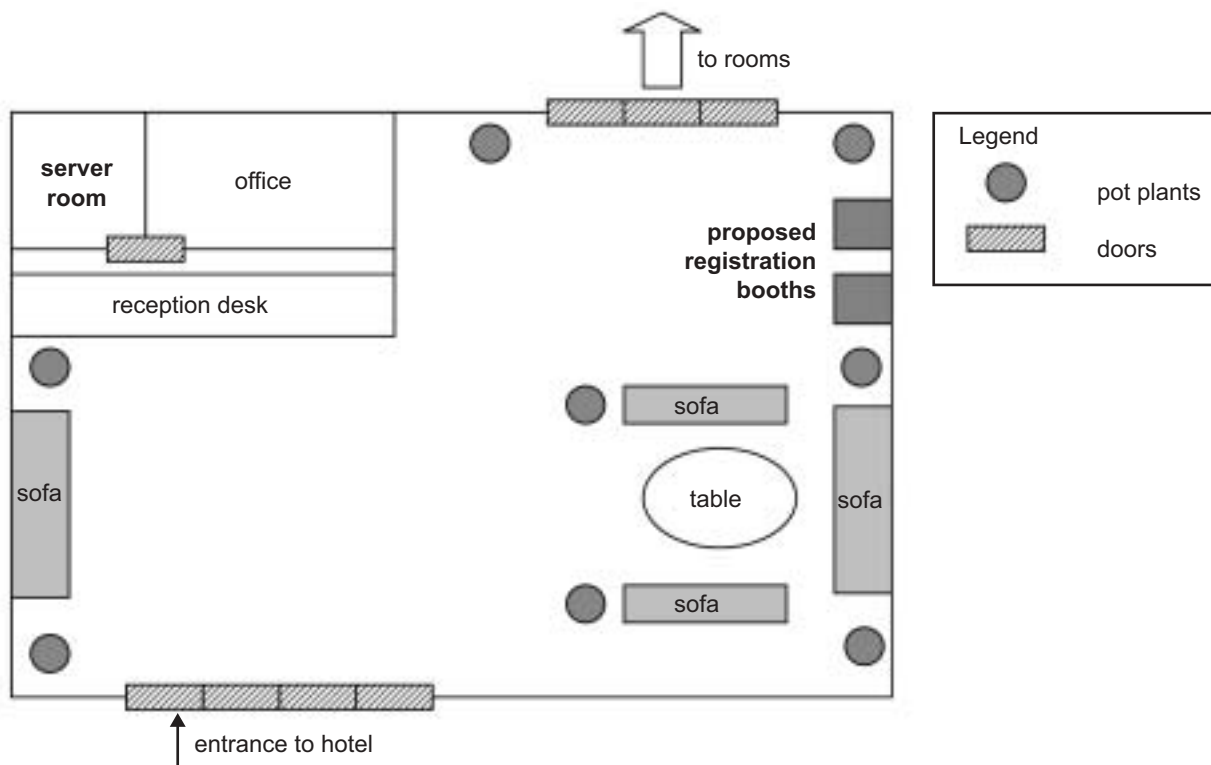 to rooms
server
room
office
reception desk
proposed
registration
booths
Legend
pot plants
doors
sofa
sofa
table
sofa
sofa
entrance to hotel